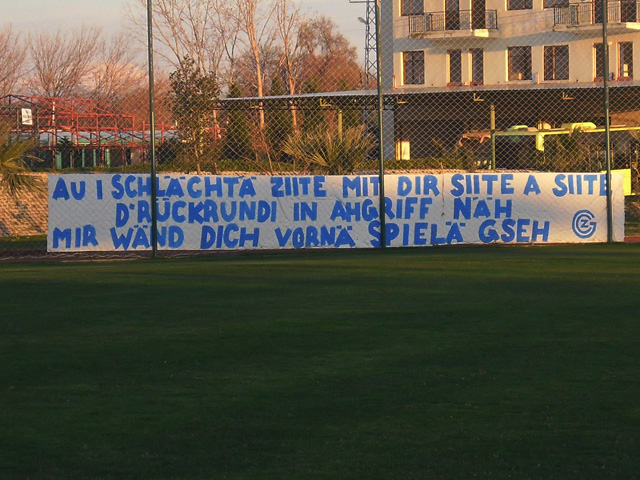 AU I SCHLÄCHTÄ ZIITE MIT DIR SIITE A SIITE
D'RÜCKRUNDI IN AHGRIFF NÄH
MIR WÄND DICH VORNÄ SPIELÄ GSEH